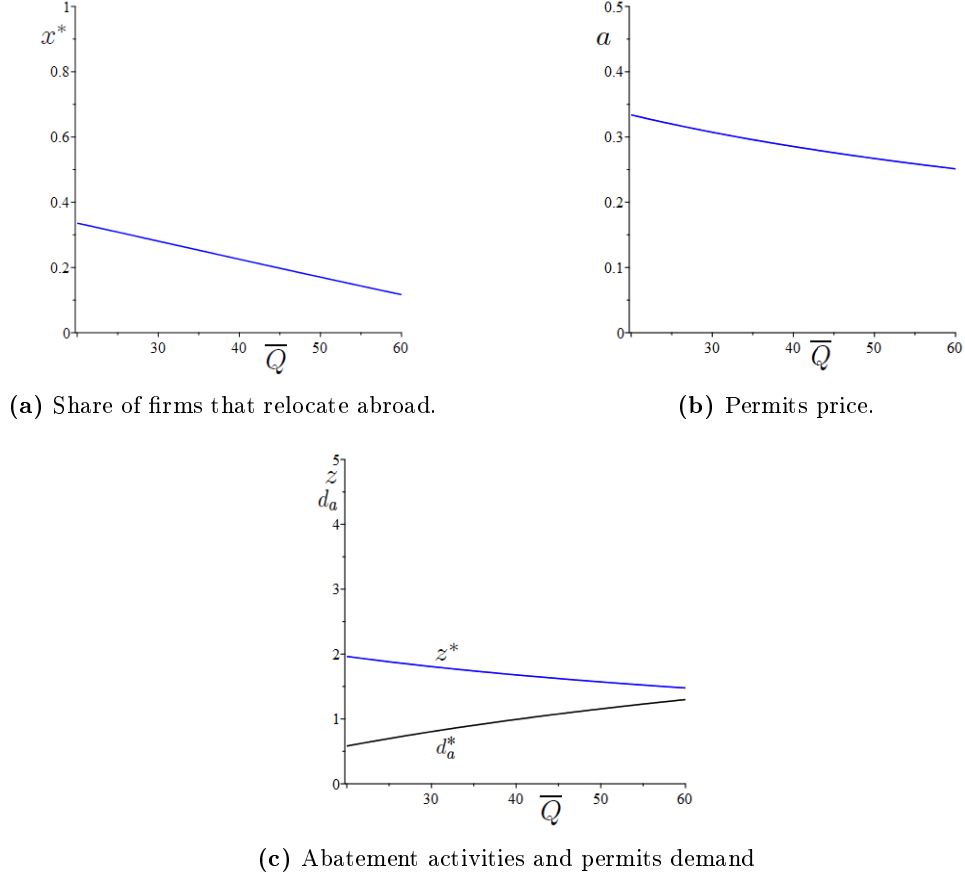 1
x*
0.8
0.6
0.4
0.2
0
30
40
Q̅
50
60
(a) Share of firms that relocate abroad.
0.5
a
0.4
0.3
0.2
0.1
0
30
40
Q̅
50
60
(b) Permits price.
5
z
d_a
4
3
2
1
0
z*
d*_a
30
40
Q̅
50
60
(c) Abatement activities and permits demand